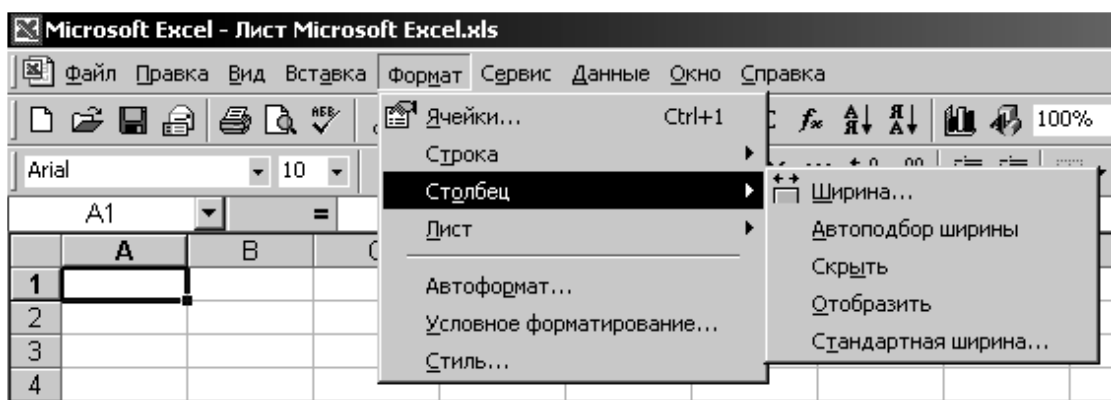 Microsoft Excel - Лист Microsoft Excel.xls
Файл Правка Вид Вставка Формат Сервис Данные Окно Справка
100%
Arial 10
A1 =
A B
1
2
3
4
Ячейки... Ctrl+1
Строка
Столбец
Лист
Автоформат...
Условное форматирование...
Стиль...
Ширина...
Автоподбор ширины
Скрыть
Отобразить
Стандартная ширина...